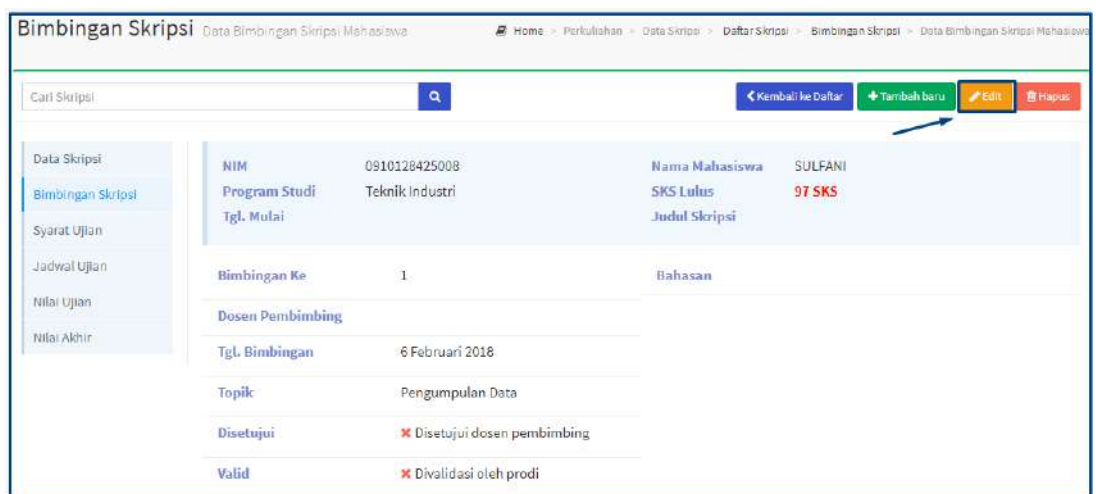 Bimbingan Skripsi Data Bimbingan Skripsi Mahasiswa
Home > Perkuliahan > Data Skripsi > Daftar Skripsi > Bimbingan Skripsi > Data Bimbingan Skripsi Mahasiswa
Cari Skripsi
Kembali ke Daftar
Tambah baru
Edit
Hapus
Data Skripsi
Bimbingan Skripsi
Syarat Ujian
Jadwal Ujian
Nilai Ujian
Nilai Akhir
NIM 0910128425008
Program Studi Teknik Industri
Tgl. Mulai
Nama Mahasiswa SULFANI
SKS Lulus 97 SKS
Judul Skripsi
Bimbingan Ke 1
Dosen Pembimbing
Tgl. Bimbingan 6 Februari 2018
Topik Pengumpulan Data
Disetujui Disetujui dosen pembimbing
Valid Divalidasi oleh prodi
Bahasan